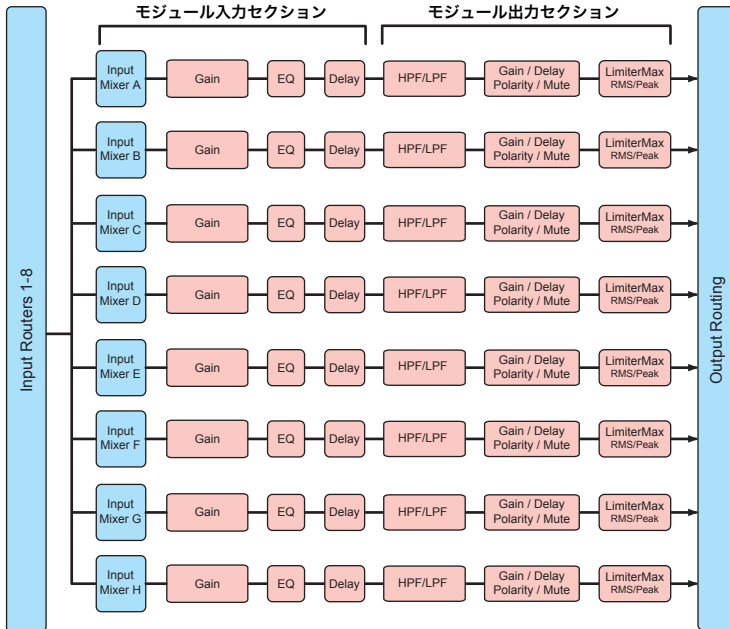 モジュール入力セクション
モジュール出力セクション
Input Routers 1-8
Input
Mixer A
Gain
EQ
Delay
HPF/LPF
Gain / Delay
Polarity / Mute
LimiterMax
RMS/Peak
Input
Mixer B
Gain
EQ
Delay
HPF/LPF
Gain / Delay
Polarity / Mute
LimiterMax
RMS/Peak
Input
Mixer C
Gain
EQ
Delay
HPF/LPF
Gain / Delay
Polarity / Mute
LimiterMax
RMS/Peak
Input
Mixer D
Gain
EQ
Delay
HPF/LPF
Gain / Delay
Polarity / Mute
LimiterMax
RMS/Peak
Input
Mixer E
Gain
EQ
Delay
HPF/LPF
Gain / Delay
Polarity / Mute
LimiterMax
RMS/Peak
Input
Mixer F
Gain
EQ
Delay
HPF/LPF
Gain / Delay
Polarity / Mute
LimiterMax
RMS/Peak
Input
Mixer G
Gain
EQ
Delay
HPF/LPF
Gain / Delay
Polarity / Mute
LimiterMax
RMS/Peak
Input
Mixer H
Gain
EQ
Delay
HPF/LPF
Gain / Delay
Polarity / Mute
LimiterMax
RMS/Peak
Output Routing